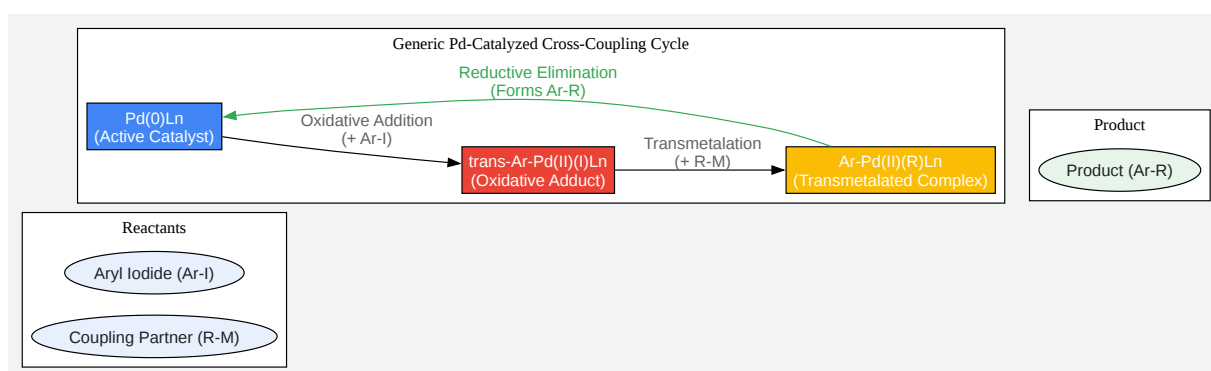 Generic Pd-Catalyzed Cross-Coupling Cycle
Reductive Elimination
(Forms Ar-R)
Pd(0)Ln
(Active Catalyst)
Oxidative Addition
(+ Ar-I)
trans-Ar-Pd(II)(I)Ln
(Oxidative Adduct)
Transmetalation
(+ R-M)
Ar-Pd(II)(R)Ln
(Transmetalated Complex)
Product
Product (Ar-R)
Reactants
Aryl Iodide (Ar-I)
Coupling Partner (R-M)